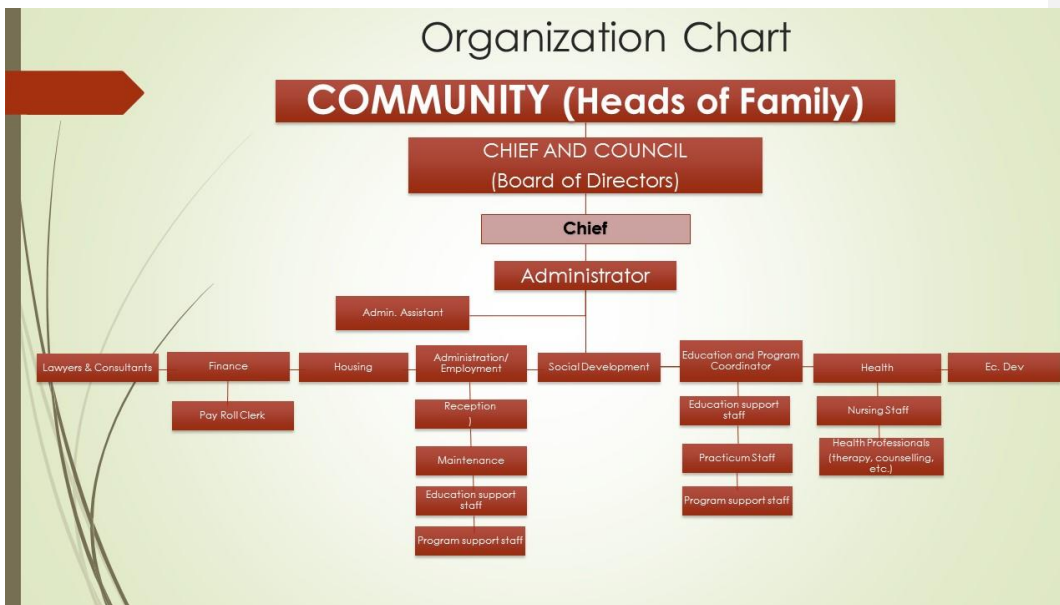 Organization Chart
COMMUNITY (Heads of Family)
CHIEF AND COUNCIL
(Board of Directors)
Chief
Administrator
Admin. Assistant
Lawyers & Consultants
Finance
Housing
Administration/
Employment
Social Development
Education and Program
Coordinator
Health
Ec. Dev
Pay Roll Clerk
Reception
)
Maintenance
Education support
staff
Program support staff
Education support
staff
Practicum Staff
Program support staff
Nursing Staff
Health Professionals
(therapy, counselling,
etc.)